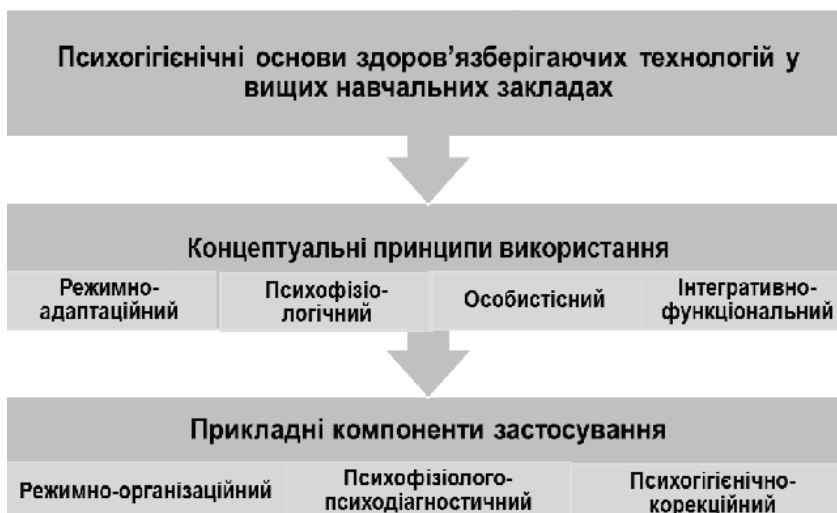 Психогігієнічні основи здоров’язберігаючих технологій у
вищих навчальних закладах
Концептуальні принципи використання
Режимно-
адаптаційний
Психофізіо-
логічний
Особистісний
Інтегративно-
функціональний
Прикладні компоненти застосування
Режимно-організаційний
Психофізіолого-
психодіагностичний
Психогігієнічно-
корекційний